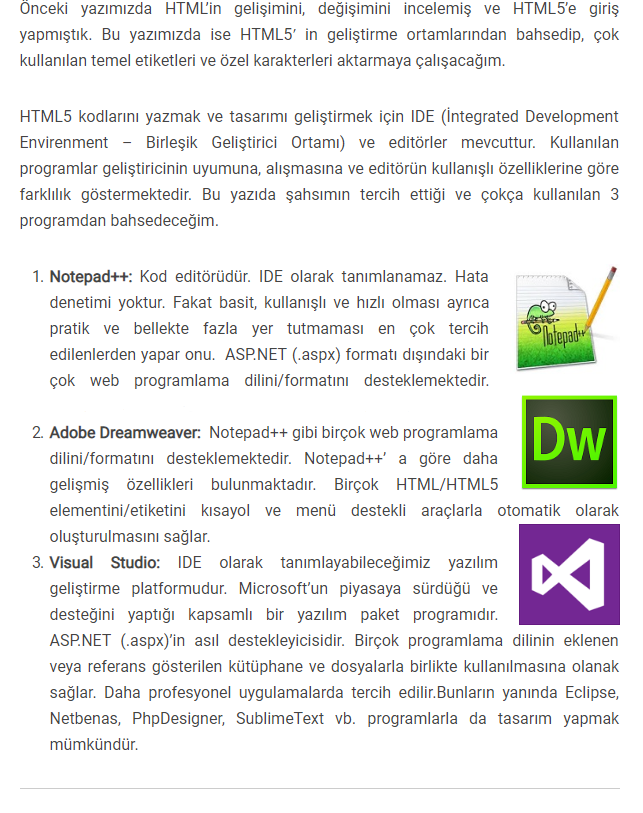 Önceki yazımızda HTML'in gelişimini, değişimini incelemiş ve HTML5'e giriş
yapmıştık. Bu yazımızda ise HTML5′ in geliştirme ortamlarından bahsedip, çok
kullanılan temel etiketleri ve özel karakterleri aktarmaya çalışacağım.
HTML5 kodlarını yazmak ve tasarımı geliştirmek için IDE (İntegrated Development
Envirenment – Birleşik Geliştirici Ortamı) ve editörler mevcuttur. Kullanılan
programlar geliştiricinin uyumuna, alışmasına ve editörün kullanışlı özelliklerine göre
farklılık göstermektedir. Bu yazıda şahsımın tercih ettiği ve çokça kullanılan 3
programdan bahsedeceğim.
1. Notepad++: Kod editörüdür. IDE olarak tanımlanamaz. Hata
denetimi yoktur. Fakat basit, kullanışlı ve hızlı olması ayrıca
pratik ve bellekte fazla yer tutmaması en çok tercih
edilenlerden yapar onu. ASP.NET (.aspx) formatı dışındaki bir
çok web programlama dilini/formatını desteklemektedir.
Notepad++
2. Adobe Dreamweaver: Notepad++ gibi birçok web programlama
dilini/formatını desteklemektedir. Notepad++′ a göre daha
gelişmiş özellikleri bulunmaktadır. Birçok HTML/HTML5
elementini/etiketini kısayol ve menü destekli araçlarla otomatik olarak
oluşturulmasını sağlar.
Dw
3. Visual Studio: IDE olarak tanımlayabileceğimiz yazılım
geliştirme platformudur. Microsoft'un piyasaya sürdüğü ve
desteğini yaptığı kapsamlı bir yazılım paket programıdır.
ASP.NET (.aspx)'in asıl destekleyicisidir. Birçok programlama dilinin eklenen
veya referans gösterilen kütüphane ve dosyalarla birlikte kullanılmasına olanak
sağlar. Daha profesyonel uygulamalarda tercih edilir.Bunların yanında Eclipse,
Netbenas, PhpDesigner, SublimeText vb. programlarla da tasarım yapmak
mümkündür.